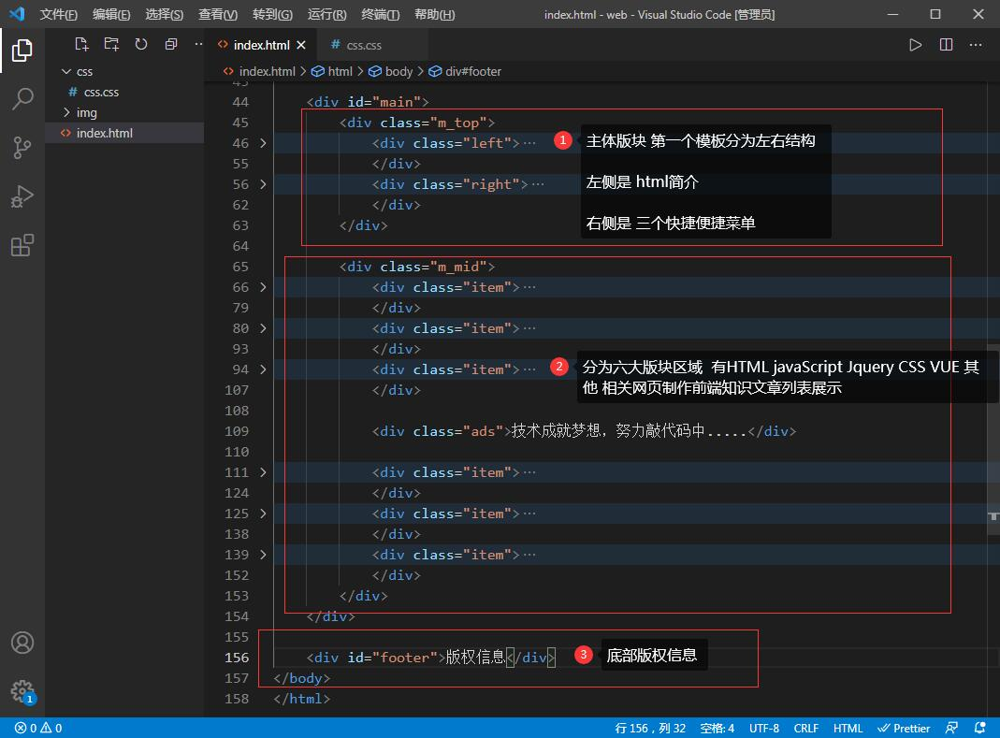 文件(F) 编辑(E) 选择(S) 查看(V) 转到(G) 运行(R) 终端(T) 帮助(H) index.html - web - Visual Studio Code [管理员]
index.html css.css
index.html > html > body > div#footer
css
css.css
img
index.html
44 <div id="main">
45 <div class="m_top">
46 <div class="left">…
55 </div>
56 <div class="right">…
62 </div>
63 </div>
64
65 <div class="m_mid">
66 <div class="item">…
79 </div>
80 <div class="item">…
93 </div>
94 <div class="item">…
107 </div>
108
109 <div class="ads">技术成就梦想，努力敲代码中.....</div>
110
111 <div class="item">…
124 </div>
125 <div class="item">…
138 </div>
139 <div class="item">…
152 </div>
153 </div>
154 </div>
155
156 <div id="footer">版权信息</div>
157 </body>
158 </html>
1 主体版块 第一个模板分为左右结构
左侧是 html简介
右侧是 三个快捷便捷菜单
2 分为六大版块区域 有HTML javaScript Jquery CSS VUE 其
他 相关网页制作前端知识文章列表展示
3 底部版权信息
1
0 0 行 156，列 32 空格: 4 UTF-8 CRLF HTML Prettier